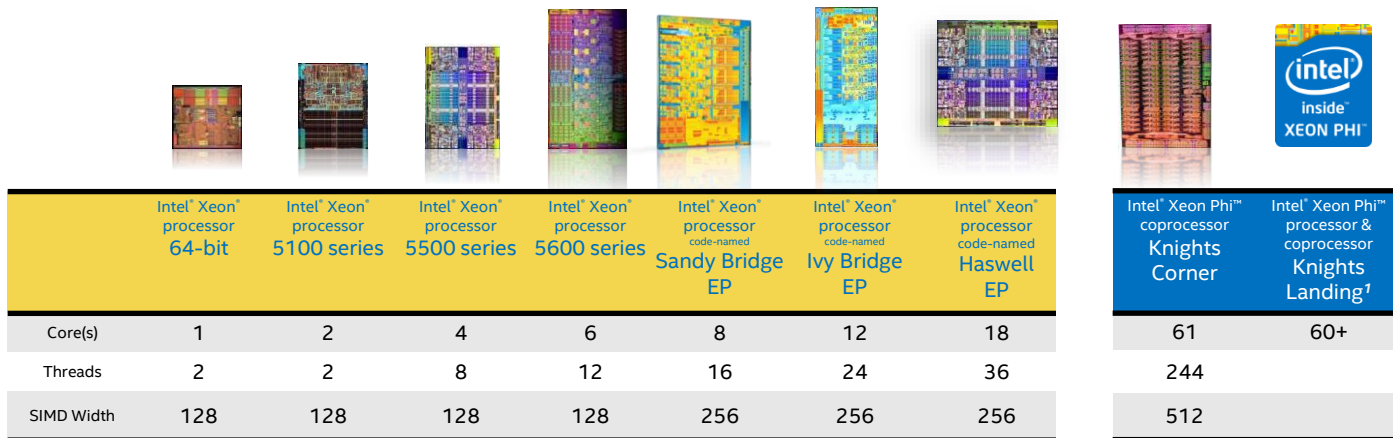 intel
inside™
XEON PHI™
Intel® Xeon® processor 64-bit
Intel® Xeon® processor 5100 series
Intel® Xeon® processor 5500 series
Intel® Xeon® processor 5600 series
Intel® Xeon® processor code-named Sandy Bridge EP
Intel® Xeon® processor code-named Ivy Bridge EP
Intel® Xeon® processor code-named Haswell EP
Intel® Xeon Phi™ coprocessor Knights Corner
Intel® Xeon Phi™ processor & coprocessor Knights Landing¹
Core(s) 1 2 4 6 8 12 18 61 60+
Threads 2 2 8 12 16 24 36 244
SIMD Width 128 128 128 128 256 256 256 512